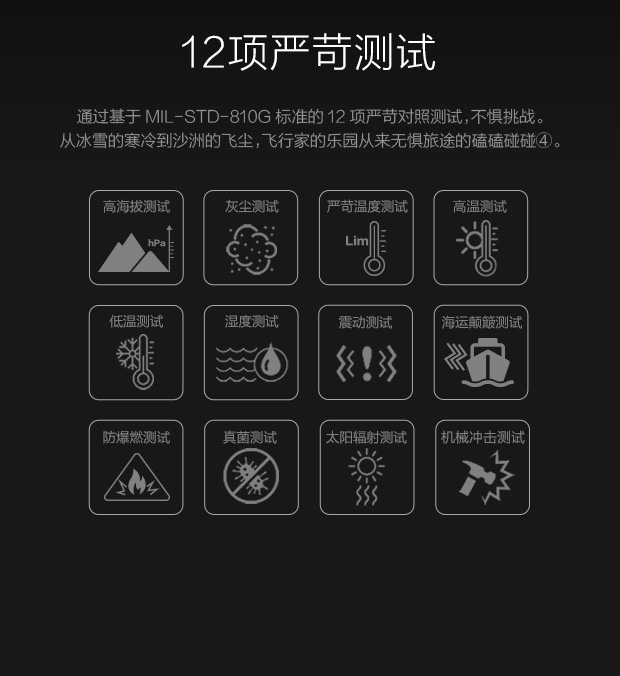 12项严苛测试
通过基于 MIL-STD-810G 标准的 12 项严苛对照测试，不惧挑战。
从冰雪的寒冷到沙洲的飞尘，飞行家的乐园从来无惧旅途的磕磕碰碰④。
高海拔测试 灰尘测试 严苛温度测试 高温测试
hPa Lim
低温测试 湿度测试 震动测试 海运颠簸测试
防爆燃测试 真菌测试 太阳辐射测试 机械冲击测试